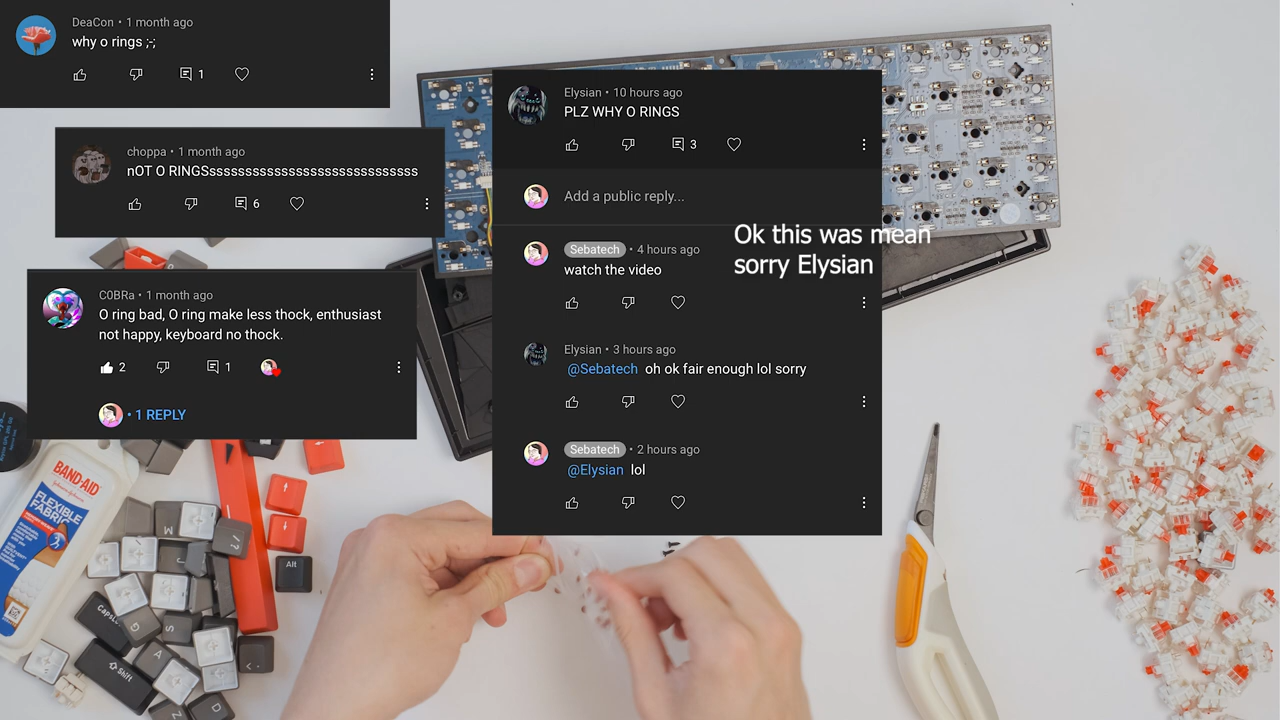 DeaCon • 1 month ago
why o rings ;-;
1
choppa • 1 month ago
nOT O RINGSsssssssssssssssssssssssssssssss
6
C0BRa • 1 month ago
O ring bad, O ring make less thock, enthusiast
not happy, keyboard no thock.
2
1
• 1 REPLY
Elysian • 10 hours ago
PLZ WHY O RINGS
3
Add a public reply...
Sebatech • 4 hours ago
watch the video
Elysian • 3 hours ago
@Sebatech oh ok fair enough lol sorry
Sebatech • 2 hours ago
@Elysian lol
Ok this was mean
sorry Elysian
BAND-AID
FLEXIBLE
FABRIC
Alt
Shift